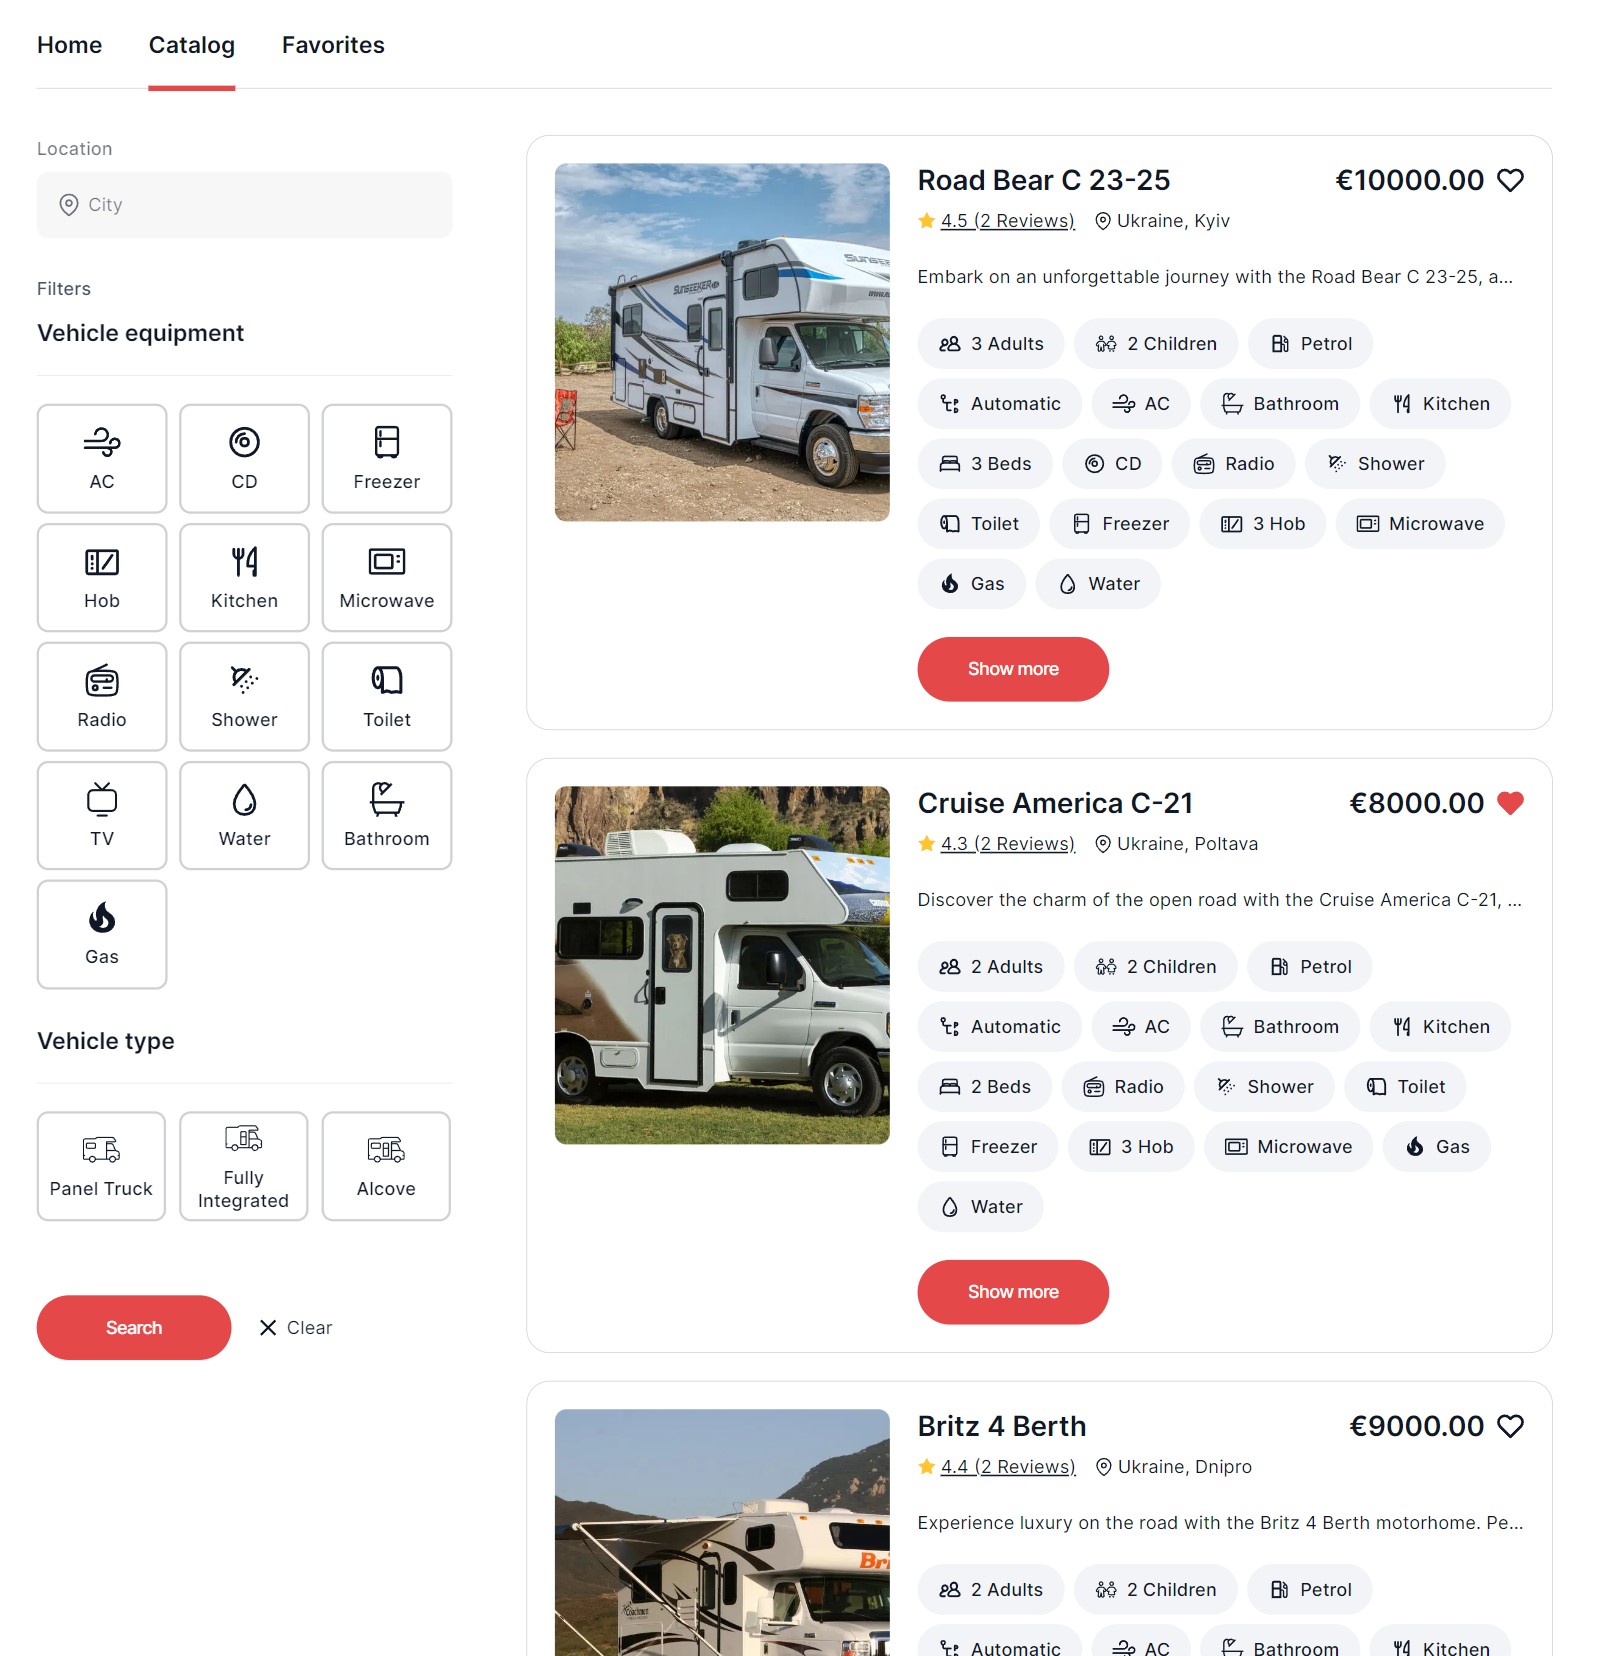 Home Catalog Favorites
Location
City
Filters
Vehicle equipment
AC CD Freezer
Hob Kitchen Microwave
Radio Shower Toilet
TV Water Bathroom
Gas
Vehicle type
Panel Truck Fully Integrated Alcove
Search Clear
Road Bear C 23-25 €10000.00
4.5 (2 Reviews) Ukraine, Kyiv
Embark on an unforgettable journey with the Road Bear C 23-25, a...
3 Adults 2 Children Petrol
Automatic AC Bathroom Kitchen
3 Beds CD Radio Shower
Toilet Freezer 3 Hob Microwave
Gas Water
Show more
SUNSEEKER
Cruise America C-21 €8000.00
4.3 (2 Reviews) Ukraine, Poltava
Discover the charm of the open road with the Cruise America C-21, ...
2 Adults 2 Children Petrol
Automatic AC Bathroom Kitchen
2 Beds Radio Shower Toilet
Freezer 3 Hob Microwave Gas
Water
Show more
Britz 4 Berth €9000.00
4.4 (2 Reviews) Ukraine, Dnipro
Experience luxury on the road with the Britz 4 Berth motorhome. Pe...
2 Adults 2 Children Petrol
Automatic AC Bathroom Kitchen
Bri
Coachmen